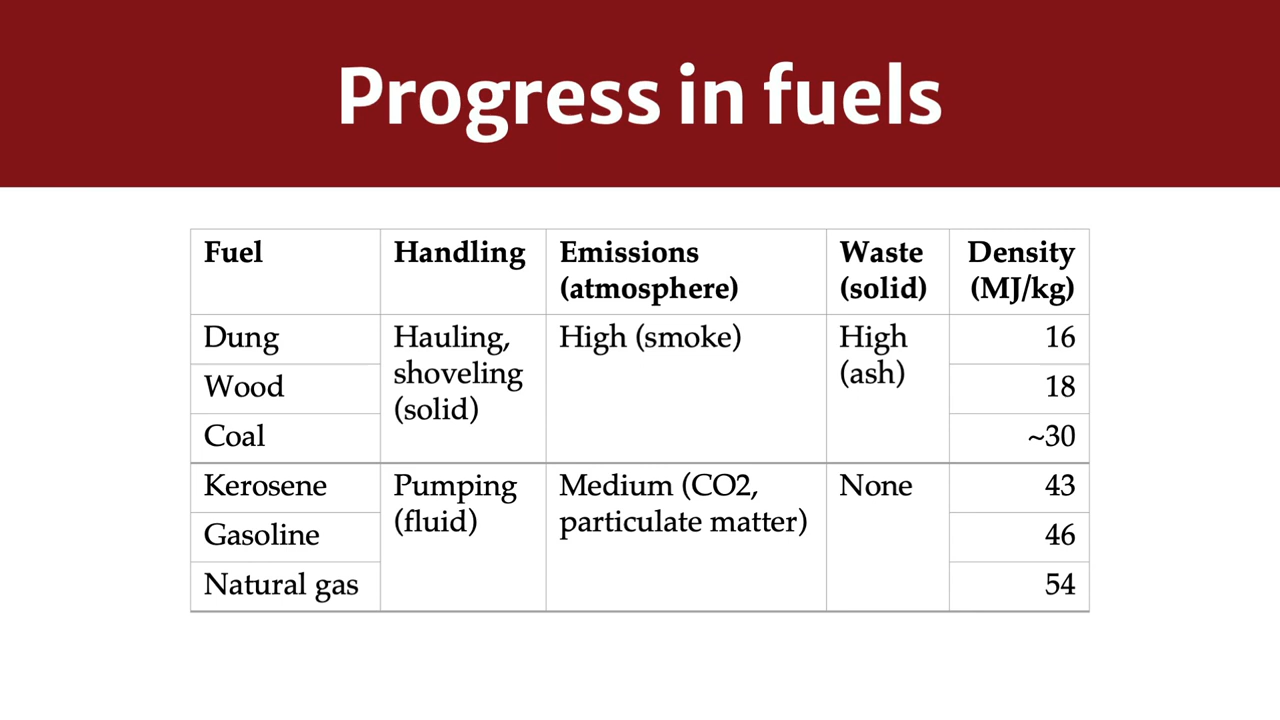 Progress in fuels
Fuel Handling Emissions (atmosphere) Waste (solid) Density (MJ/kg)
Dung Hauling, shoveling (solid) High (smoke) High (ash) 16
Wood 18
Coal ~30
Kerosene Pumping (fluid) Medium (CO2, particulate matter) None 43
Gasoline 46
Natural gas 54